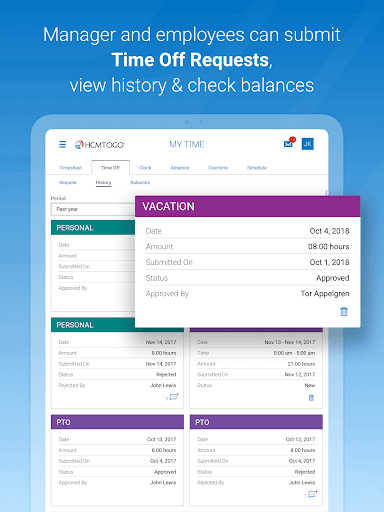 Manager and employees can submit
Time Off Requests,
view history & check balances
HCMTOGO
MY TIME
JK
Timesheet Time Off Clock Absence Overtime Schedule
Request History Balances
Period
Past year
VACATION
Date Oct 4, 2018
Amount 08:00 hours
Submitted On Oct 1, 2018
Status Approved
Approved By Tor Appelgren
PERSONAL
Date
Amount
Submitted On
Status
Approved By
PERSONAL
Date Nov 14, 2017
Amount 8.00 hours
Submitted On Nov 14, 2017
Status Rejected
Rejected By John Lewis
1
Date Nov 13 - Nov 14, 2017
Time 8:00 am - 5:00 am
Amount 21.00 hours
Submitted On Nov 12, 2017
Status New
PTO
Date Oct 13, 2017
Amount 8.00 hours
Submitted On Oct 4, 2017
Status Approved
Approved By John Lewis
PTO
Date Oct 12, 2017
Amount 8.00 hours
Submitted On Oct 4, 2017
Status Rejected
Rejected By John Lewis
1